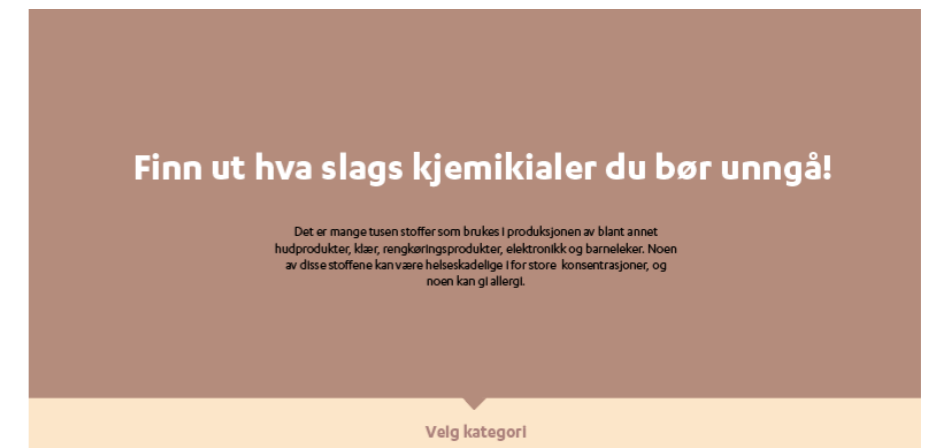 Finn ut hva slags kjemikialer du bør unngå!
Det er mange tusen stoffer som brukes i produksjonen av blant annet
hudprodukter, klær, rengkøringsprodukter, elektronikk og barneleker. Noen
av disse stoffene kan være helseskadelige i for store konsentrasjoner, og
noen kan gi allergi.
Velg kategori